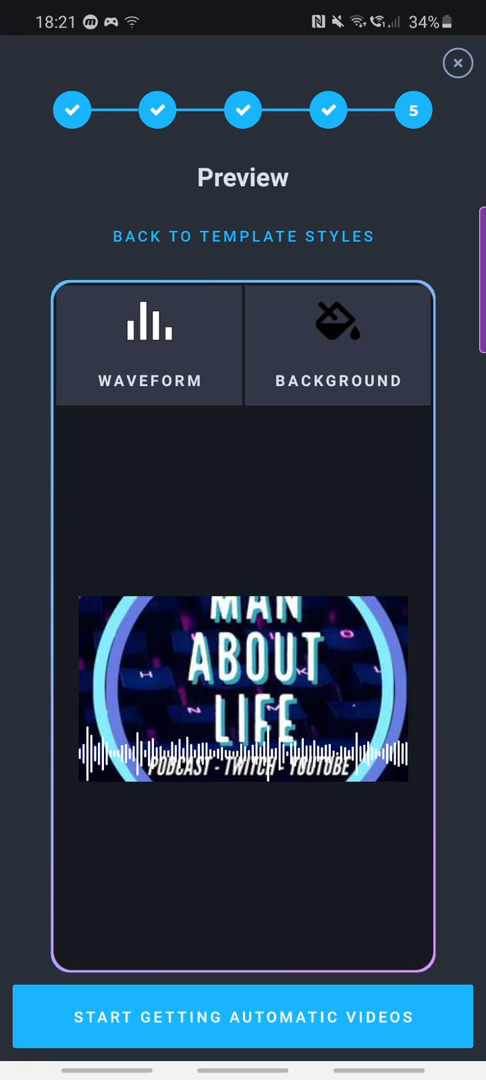 18:21
34%
5
Preview
BACK TO TEMPLATE STYLES
WAVEFORM
BACKGROUND
MAN
ABOUT
LIFE
PODCAST - TWITCH - YOUTUBE
START GETTING AUTOMATIC VIDEOS